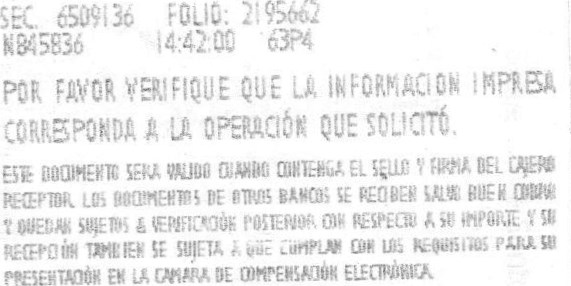 SEC. 6509136 FOLIO: 2195662
N845836 14:42:00 63P4
POR FAVOR VERIFIQUE QUE LA INFORMACION IMPRESA
CORRESPONDA A LA OPERACIÓN QUE SOLICITÓ.
ESTE DOCUMENTO SERA VALIDO CUANDO CONTENGA EL SELLO Y FIRMA DEL CAJERO
RECEPTOR. LOS DOCUMENTOS DE OTROS BANCOS SE RECIBEN SALVO BUEN COBRO
Y QUEDAN SUJETOS A VERIFICACIÓN POSTERIOR CON RESPECTO A SU IMPORTE Y SU
RECEPCIÓN TAMBIEN SE SUJETA A QUE CUMPLAN CON LOS REQUISITOS PARA SU
PRESENTACIÓN EN LA CAMARA DE COMPENSACIÓN ELECTRÓNICA.